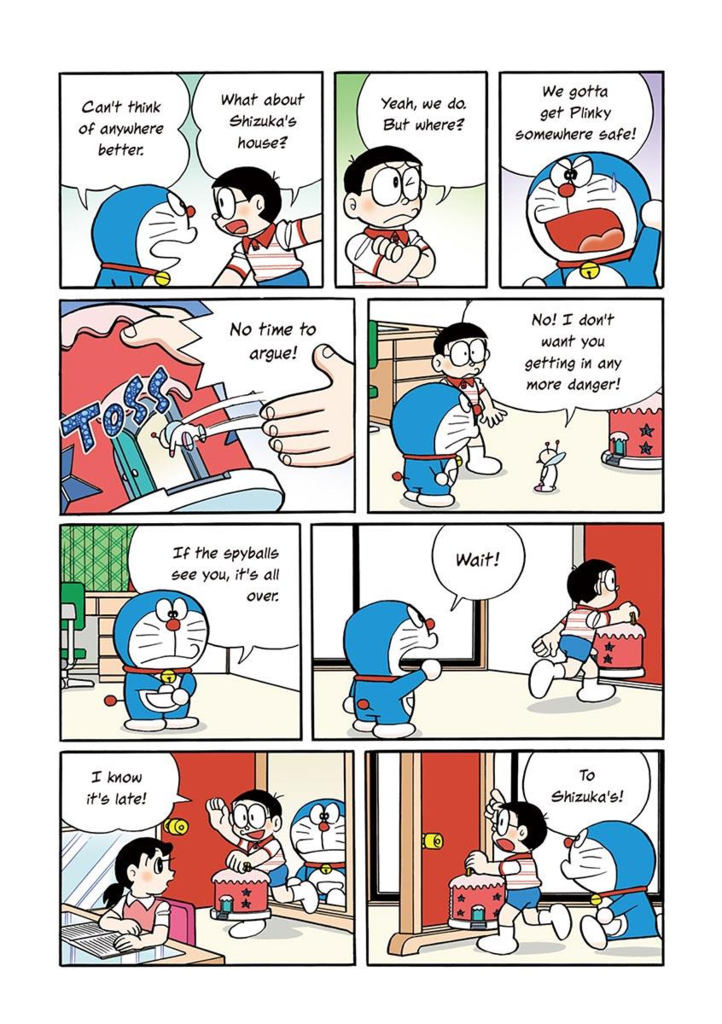 We gotta
get Plinky
somewhere safe!
Yeah, we do.
But where?
What about
Shizuka's
house?
Can't think
of anywhere
better.
No! I don't
want you
getting in any
more danger!
No time to
argue!
TOSS
Wait!
If the spyballs
see you, it's all
over.
To
Shizuka's!
I know
it's late!